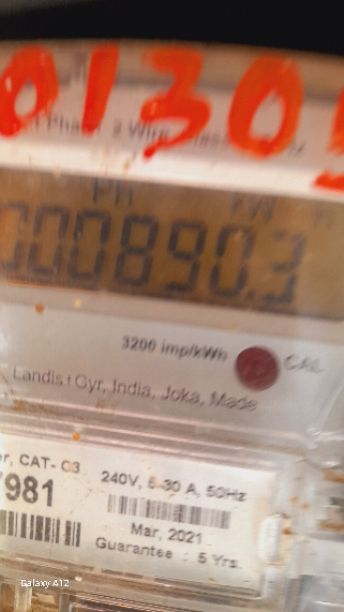 0130
Ph KW
000890.3
3200 imp/kWh CAL
Landis+Gyr, India, Joka, Made
r, CAT- C3
981
240V, 5-30 A, 50Hz
Mar, 2021
Guarantee : 5 Yrs.
Galaxy A12